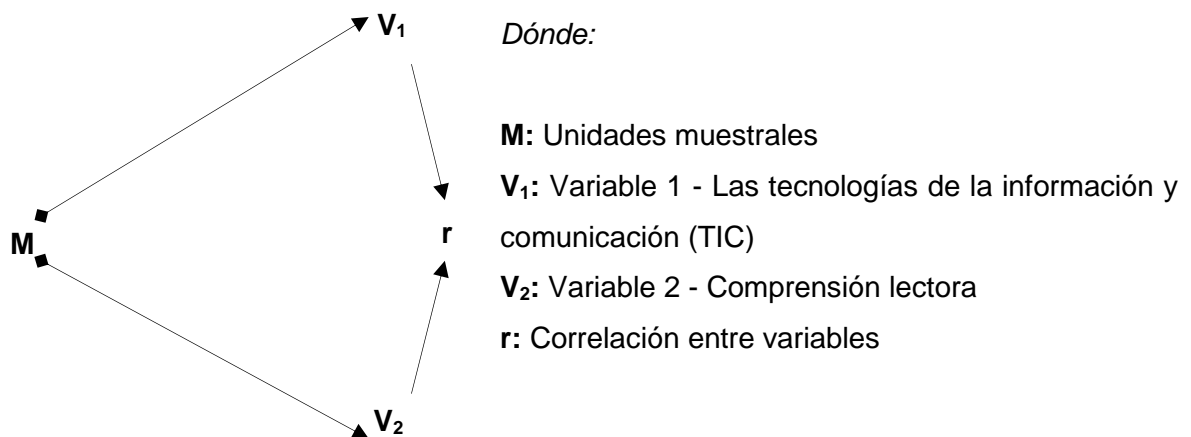 V₁
Dónde:
M: Unidades muestrales
V₁: Variable 1 - Las tecnologías de la información y
comunicación (TIC)
M
r
V₂: Variable 2 - Comprensión lectora
r: Correlación entre variables
V₂